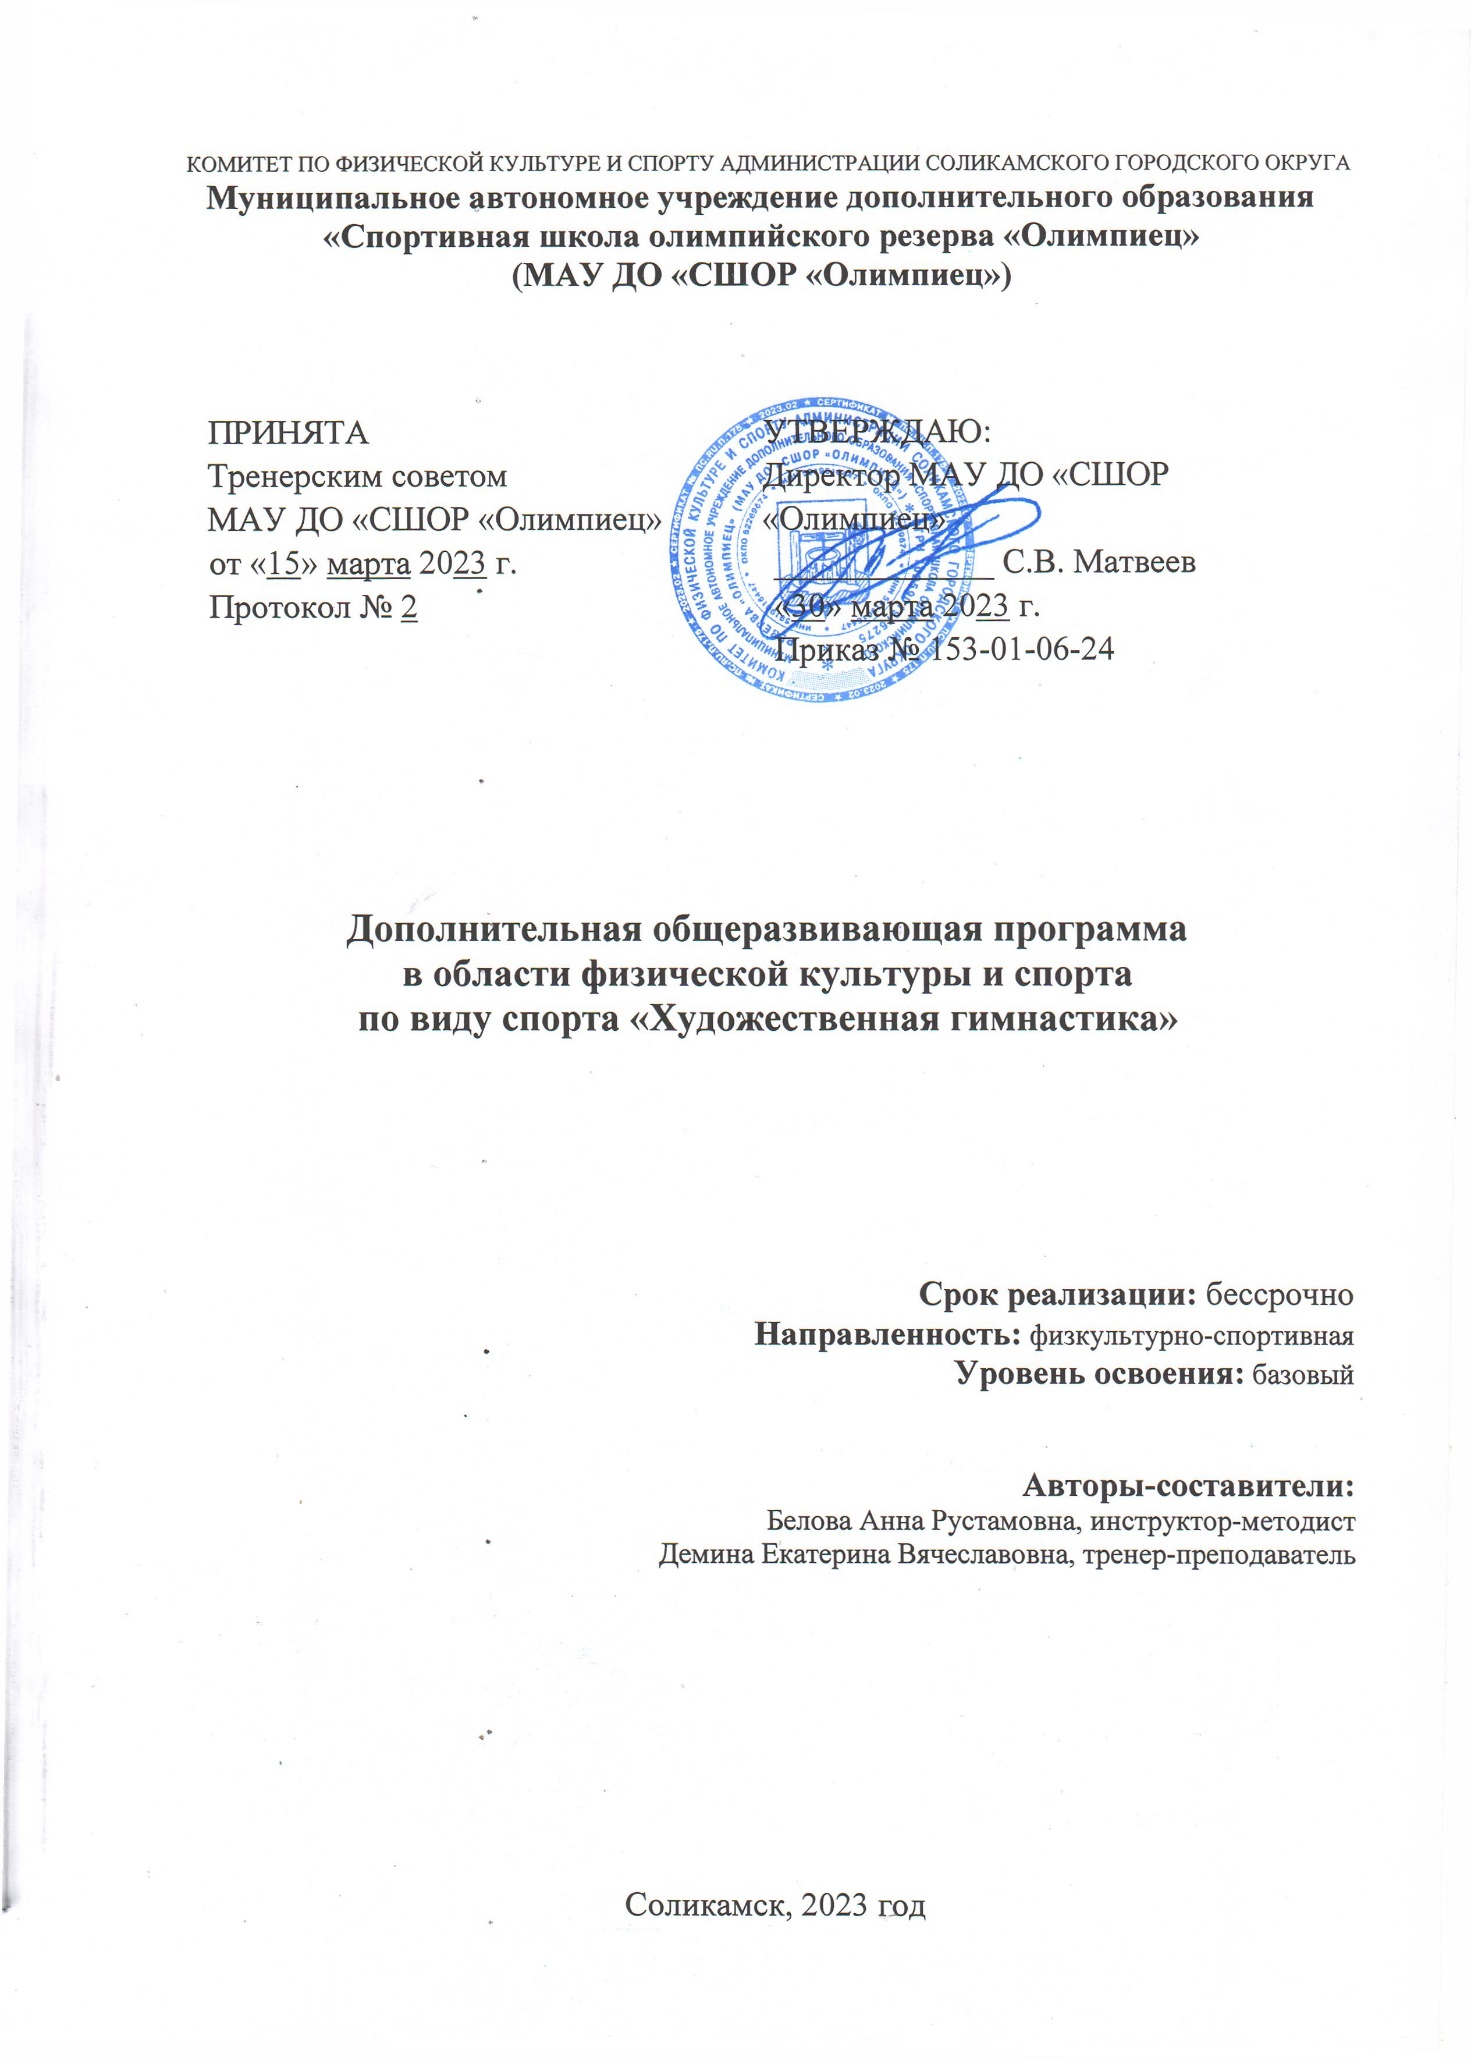 КОМИТЕТ ПО ФИЗИЧЕСКОЙ КУЛЬТУРЕ И СПОРТУ АДМИНИСТРАЦИИ СОЛИКАМСКОГО ГОРОДСКОГО ОКРУГА
Муниципальное автономное учреждение дополнительного образования
«Спортивная школа олимпийского резерва «Олимпиец»
(МАУ ДО «СШОР «Олимпиец»)
ПРИНЯТА
Тренерским советом
МАУ ДО «СШОР «Олимпиец»
от «15» марта 2023 г.
Протокол № 2
УТВЕРЖДАЮ:
Директор МАУ ДО «СШОР
«Олимпиец»
_____________ С.В. Матвеев
«30» марта 2023 г.
Приказ № 153-01-06-24
Дополнительная общеразвивающая программа
в области физической культуры и спорта
по виду спорта «Художественная гимнастика»
Срок реализации: бессрочно
Направленность: физкультурно-спортивная
Уровень освоения: базовый
Авторы-составители:
Белова Анна Рустамовна, инструктор-методист
Демина Екатерина Вячеславовна, тренер-преподаватель
Соликамск, 2023 год